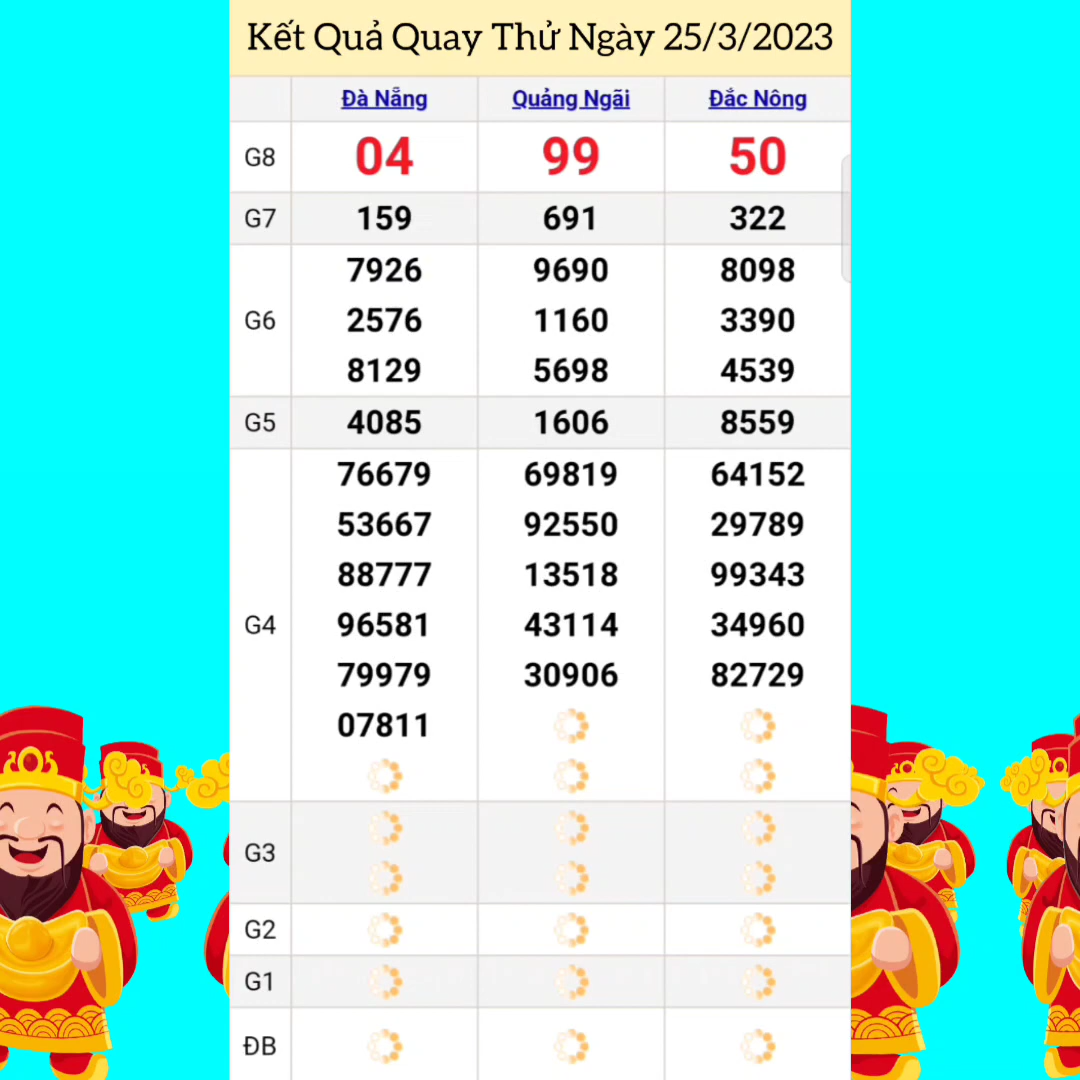 Kết Quả Quay Thử Ngày 25/3/2023
Đà Nẵng Quảng Ngãi Đắc Nông
G8 04 99 50
G7 159 691 322
7926 9690 8098
G6 2576 1160 3390
8129 5698 4539
G5 4085 1606 8559
76679 69819 64152
53667 92550 29789
88777 13518 99343
G4 96581 43114 34960
79979 30906 82729
07811
G3
G2
G1
ĐB